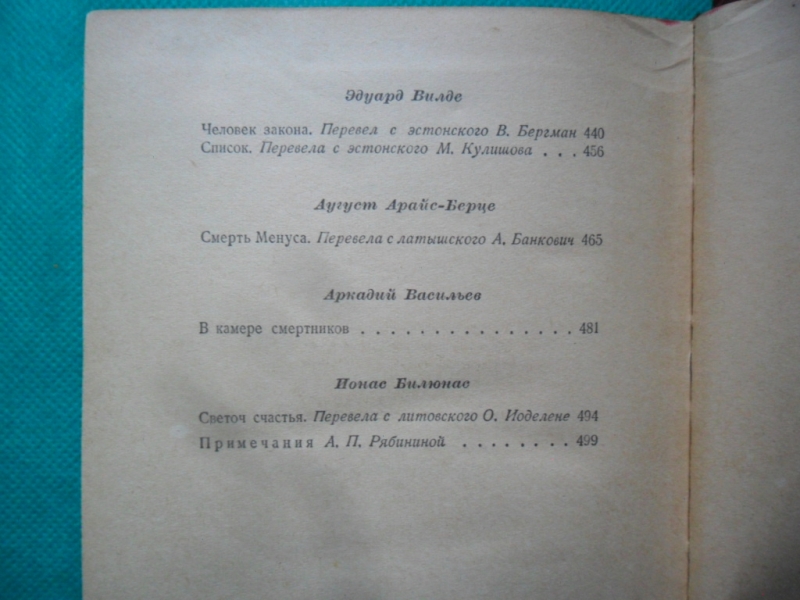 Эдуард Вилде
Человек закона. Перевел с эстонского В. Бергман 440
Список. Перевела с эстонского М. Кулишова . . . 456
Аугуст Арайс-Берце
Смерть Менуса. Перевела с латышского А. Банкович 465
Аркадий Васильев
В камере смертников . . . . . . . . . . . . . . . 481
Ионас Билюнас
Светоч счастья. Перевела с литовского О. Иоделене 494
Примечания А. П. Рябининой . . . . . . . . 499